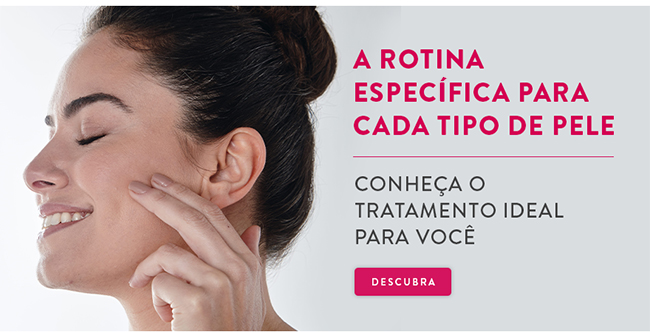 A ROTINA
ESPECÍFICA PARA
CADA TIPO DE PELE
CONHEÇA O
TRATAMENTO IDEAL
PARA VOCÊ
DESCUBRA